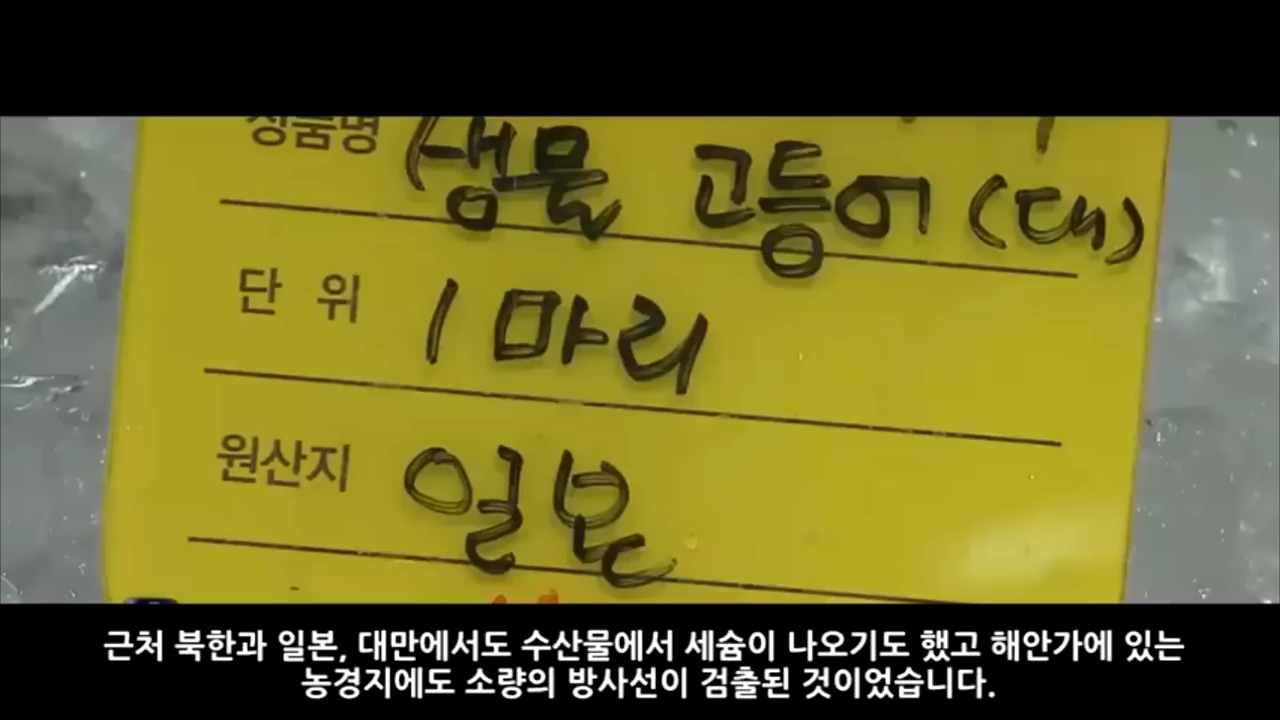 상품명 생물 고등어 (대)
단 위 1 마리
원산지 일본
근처 북한과 일본, 대만에서도 수산물에서 세슘이 나오기도 했고 해안가에 있는
농경지에도 소량의 방사선이 검출된 것이었습니다.